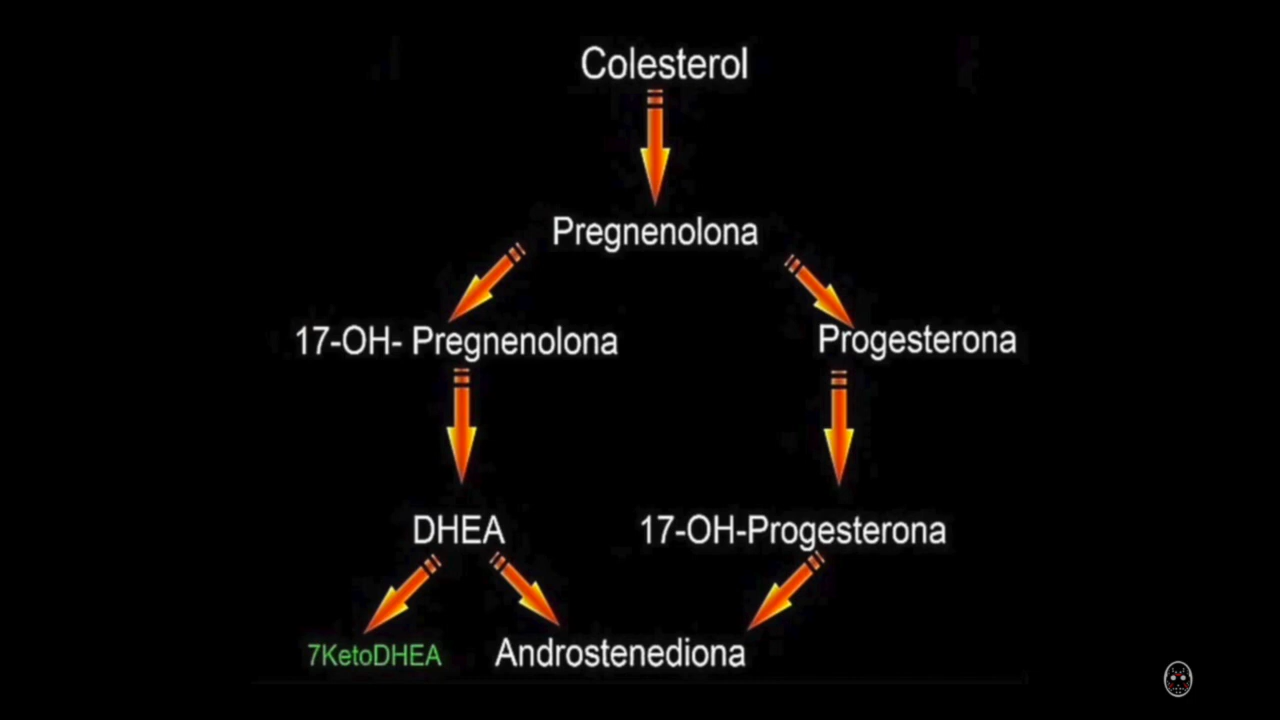 Colesterol
Pregnenolona
17-OH- Pregnenolona
Progesterona
DHEA
17-OH-Progesterona
7KetoDHEA
Androstenediona